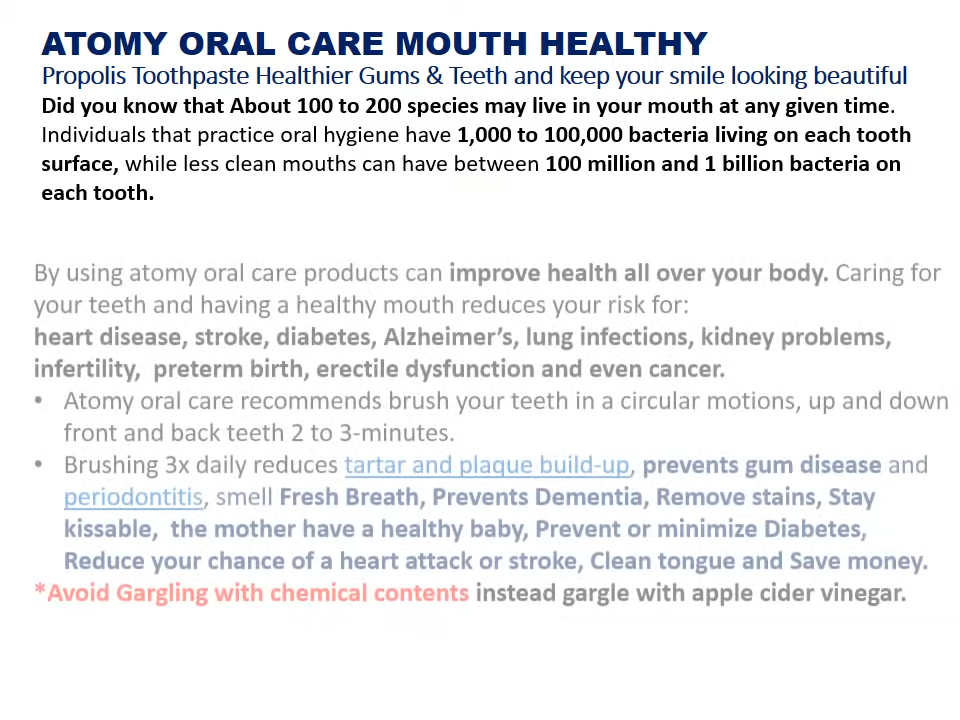 ATOMY ORAL CARE MOUTH HEALTHY
Propolis Toothpaste Healthier Gums & Teeth and keep your smile looking beautiful
Did you know that About 100 to 200 species may live in your mouth at any given time.
Individuals that practice oral hygiene have 1,000 to 100,000 bacteria living on each tooth
surface, while less clean mouths can have between 100 million and 1 billion bacteria on
each tooth.
By using atomy oral care products can improve health all over your body. Caring for
your teeth and having a healthy mouth reduces your risk for:
heart disease, stroke, diabetes, Alzheimer’s, lung infections, kidney problems,
infertility,  preterm birth, erectile dysfunction and even cancer.
• Atomy oral care recommends brush your teeth in a circular motions, up and down
front and back teeth 2 to 3-minutes.
• Brushing 3x daily reduces tartar and plaque build-up, prevents gum disease and
periodontitis, smell Fresh Breath, Prevents Dementia, Remove stains, Stay
kissable,  the mother have a healthy baby, Prevent or minimize Diabetes,
Reduce your chance of a heart attack or stroke, Clean tongue and Save money.
*Avoid Gargling with chemical contents instead gargle with apple cider vinegar.